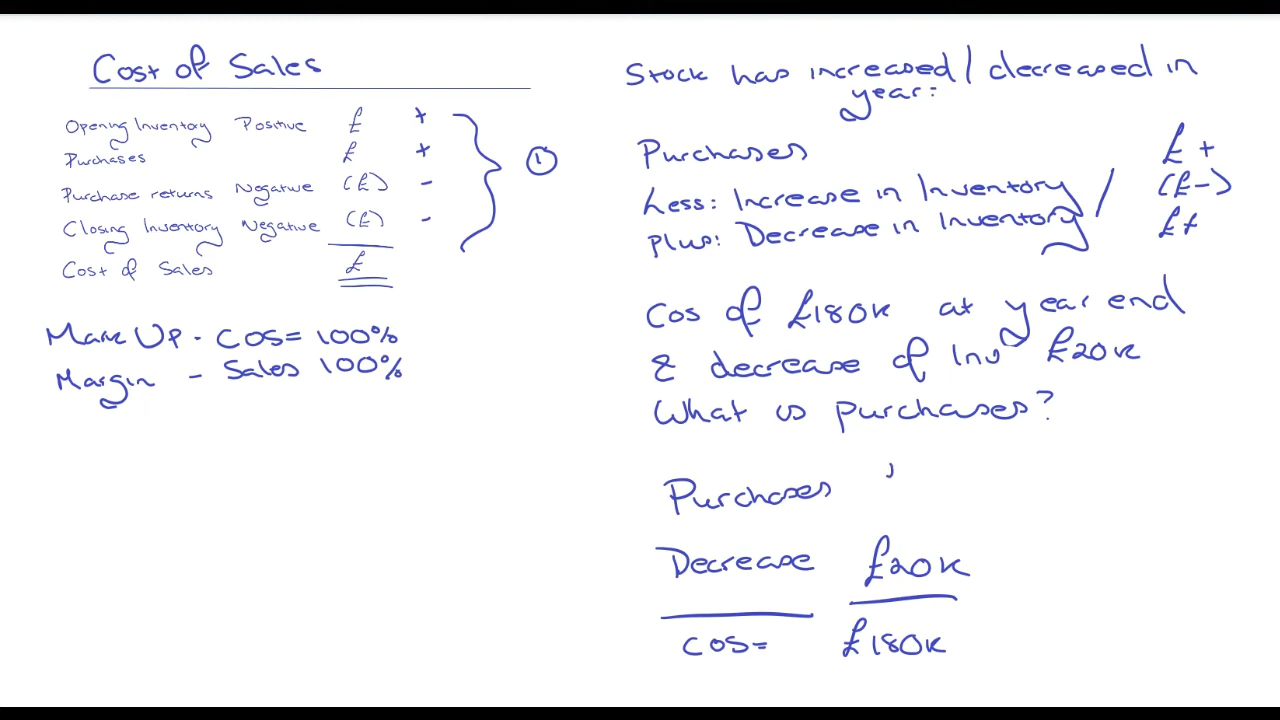 Cost of Sales
Opening Inventory Positive £ +
Purchases £ +
Purchase returns Negative (£) -
Closing Inventory Negative (£) -
Cost of Sales £
①
Mark Up - COS = 100%
Margin - Sales 100%
Stock has increased / decreased in
year:
Purchases £ +
Less: Increase in Inventory / (£-)
Plus: Decrease in Inventory £+
Cos of £180K at year end
& decrease of Inv £20K
What is purchases?
Purchases
Decrease £20K
COS= £180K